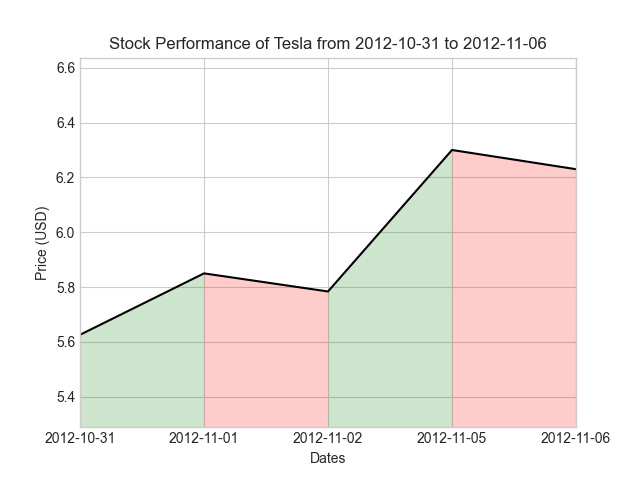 Stock Performance of Tesla from 2012-10-31 to 2012-11-06
6.6
6.4
6.2
6.0
5.8
5.6
5.4
Price (USD)
2012-10-31 2012-11-01 2012-11-02 2012-11-05 2012-11-06
Dates